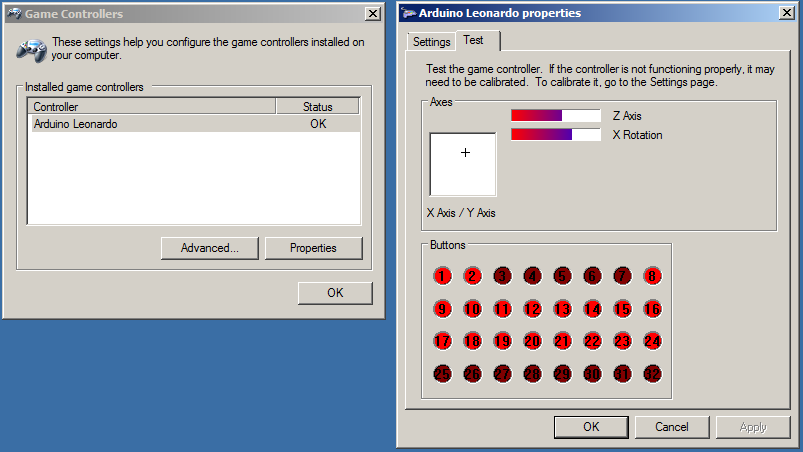 Game Controllers
These settings help you configure the game controllers installed on
your computer.
Installed game controllers
Controller Status
Arduino Leonardo OK
Advanced... Properties
OK
Arduino Leonardo properties
Settings Test
Test the game controller. If the controller is not functioning properly, it may
need to be calibrated. To calibrate it, go to the Settings page.
Axes
Z Axis
X Rotation
X Axis / Y Axis
Buttons
1 2 3 4 5 6 7 8
9 10 11 12 13 14 15 16
17 18 19 20 21 22 23 24
25 26 27 28 29 30 31 32
OK Cancel Apply